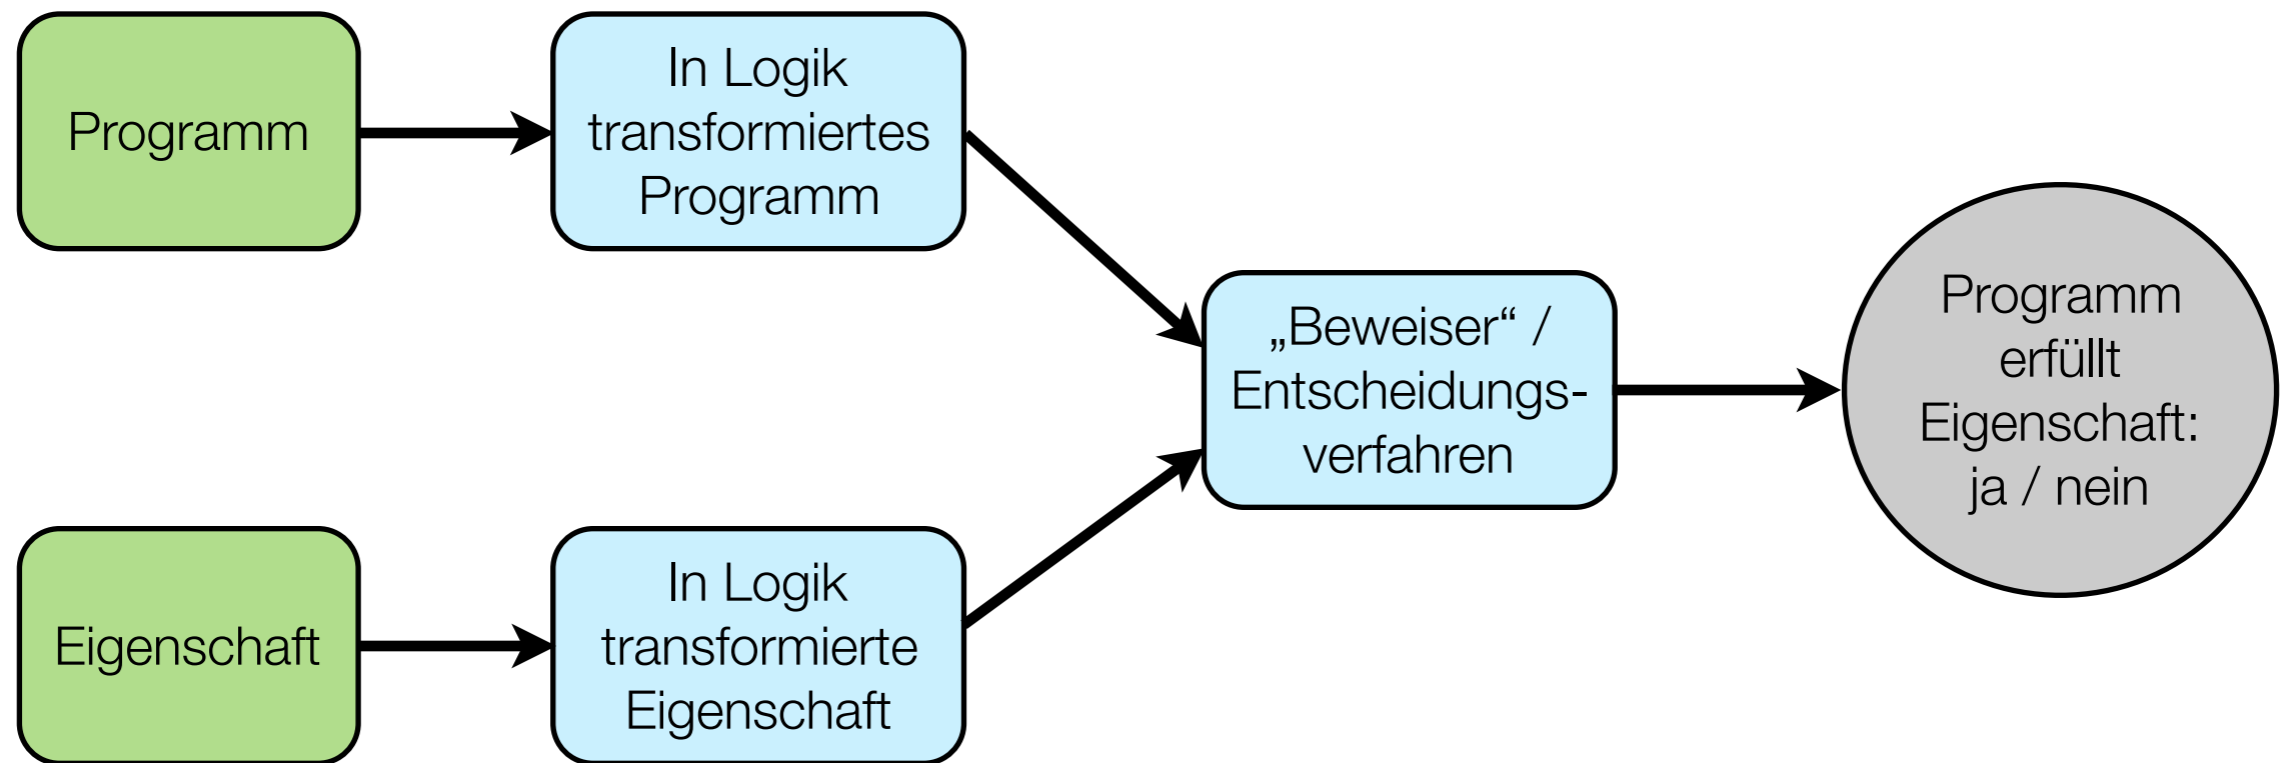 Programm
In Logik
transformiertes
Programm
Eigenschaft
In Logik
transformierte
Eigenschaft
„Beweiser“ /
Entscheidungs-
verfahren
Programm
erfüllt
Eigenschaft:
ja / nein